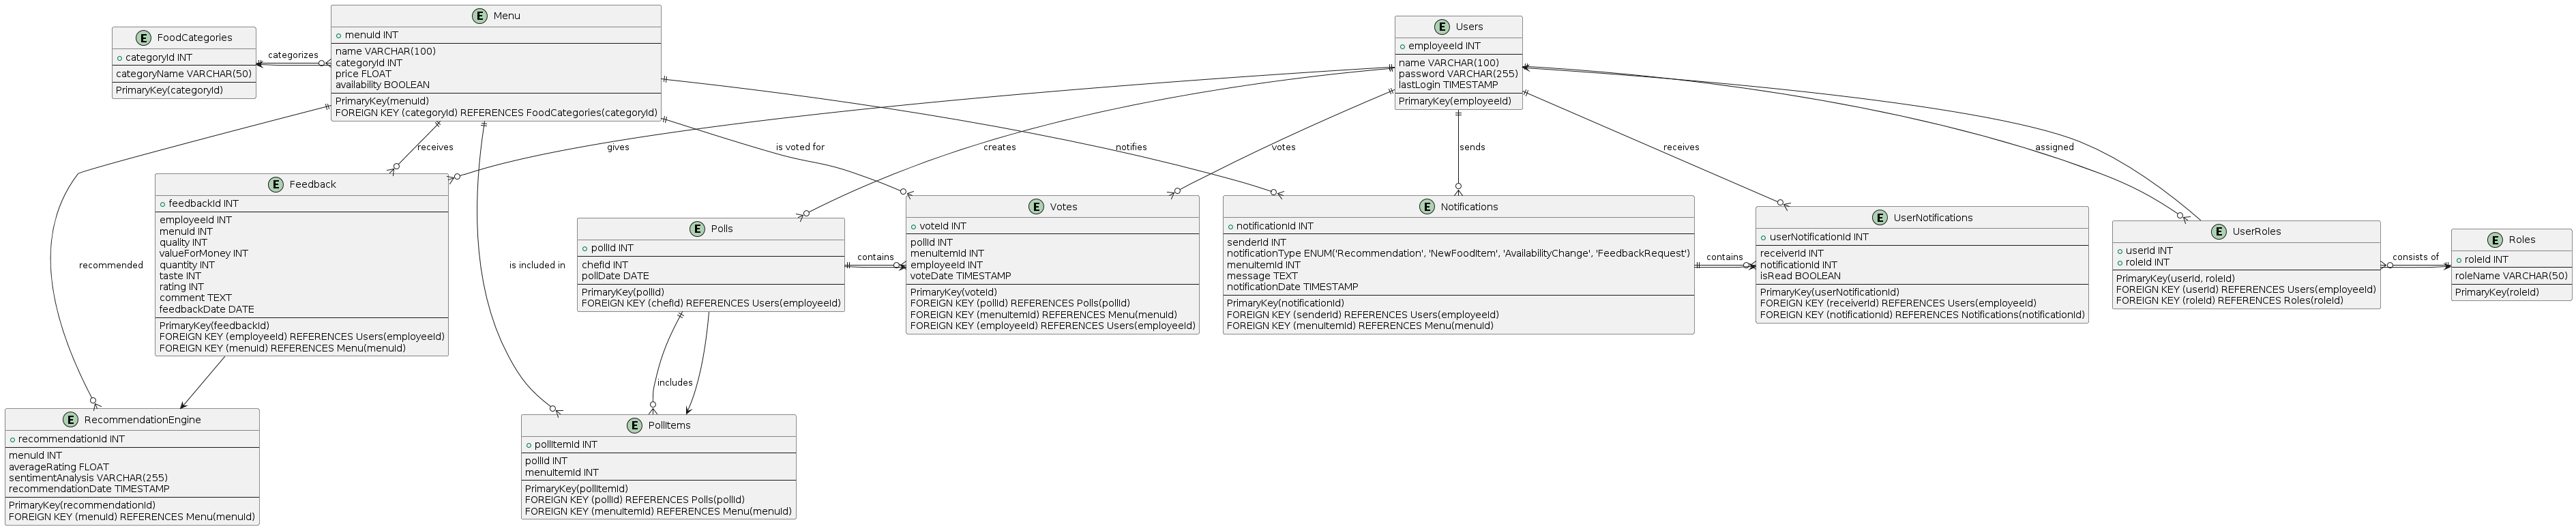 Menu
menuId INT
name VARCHAR(100)
categoryId INT
price FLOAT
availability BOOLEAN
PrimaryKey(menuId)
FOREIGN KEY (categoryId) REFERENCES FoodCategories(categoryId)
Users
employeeId INT
name VARCHAR(100)
password VARCHAR(255)
lastLogin TIMESTAMP
PrimaryKey(employeeId)
FoodCategories
categoryId INT
categoryName VARCHAR(50)
PrimaryKey(categoryId)
categorizes
receives
gives
is voted for
creates
notifies
votes
sends
receives
assigned
Feedback
feedbackId INT
employeeId INT
menuId INT
quality INT
valueForMoney INT
quantity INT
taste INT
rating INT
comment TEXT
feedbackDate DATE
PrimaryKey(feedbackId)
FOREIGN KEY (employeeId) REFERENCES Users(employeeId)
FOREIGN KEY (menuId) REFERENCES Menu(menuId)
recommended
is included in
Polls
pollId INT
chefId INT
pollDate DATE
PrimaryKey(pollId)
FOREIGN KEY (chefId) REFERENCES Users(employeeId)
contains
Votes
voteId INT
pollId INT
menuItemId INT
employeeId INT
voteDate TIMESTAMP
PrimaryKey(voteId)
FOREIGN KEY (pollId) REFERENCES Polls(pollId)
FOREIGN KEY (menuItemId) REFERENCES Menu(menuId)
FOREIGN KEY (employeeId) REFERENCES Users(employeeId)
Notifications
notificationId INT
senderId INT
notificationType ENUM('Recommendation', 'NewFoodItem', 'AvailabilityChange', 'FeedbackRequest')
menuItemId INT
message TEXT
notificationDate TIMESTAMP
PrimaryKey(notificationId)
FOREIGN KEY (senderId) REFERENCES Users(employeeId)
FOREIGN KEY (menuItemId) REFERENCES Menu(menuId)
contains
UserNotifications
userNotificationId INT
receiverId INT
notificationId INT
isRead BOOLEAN
PrimaryKey(userNotificationId)
FOREIGN KEY (receiverId) REFERENCES Users(employeeId)
FOREIGN KEY (notificationId) REFERENCES Notifications(notificationId)
UserRoles
userId INT
roleId INT
PrimaryKey(userId, roleId)
FOREIGN KEY (userId) REFERENCES Users(employeeId)
FOREIGN KEY (roleId) REFERENCES Roles(roleId)
consists of
Roles
roleId INT
roleName VARCHAR(50)
PrimaryKey(roleId)
includes
RecommendationEngine
recommendationId INT
menuId INT
averageRating FLOAT
sentimentAnalysis VARCHAR(255)
recommendationDate TIMESTAMP
PrimaryKey(recommendationId)
FOREIGN KEY (menuId) REFERENCES Menu(menuId)
PollItems
pollItemId INT
pollId INT
menuItemId INT
PrimaryKey(pollItemId)
FOREIGN KEY (pollId) REFERENCES Polls(pollId)
FOREIGN KEY (menuItemId) REFERENCES Menu(menuId)